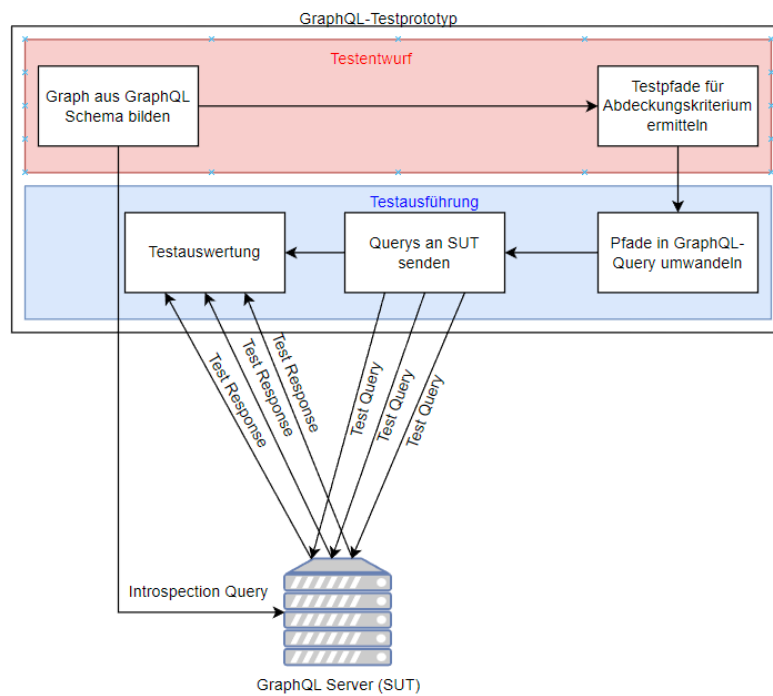 GraphQL-Testprototyp
Testentwurf
Graph aus GraphQL
Schema bilden
Testpfade für
Abdeckungskriterium
ermitteln
Testausführung
Testauswertung
Querys an SUT
senden
Pfade in GraphQL-
Query umwandeln
Test Response
Test Response
Test Response
Test Query
Test Query
Test Query
Introspection Query
GraphQL Server (SUT)